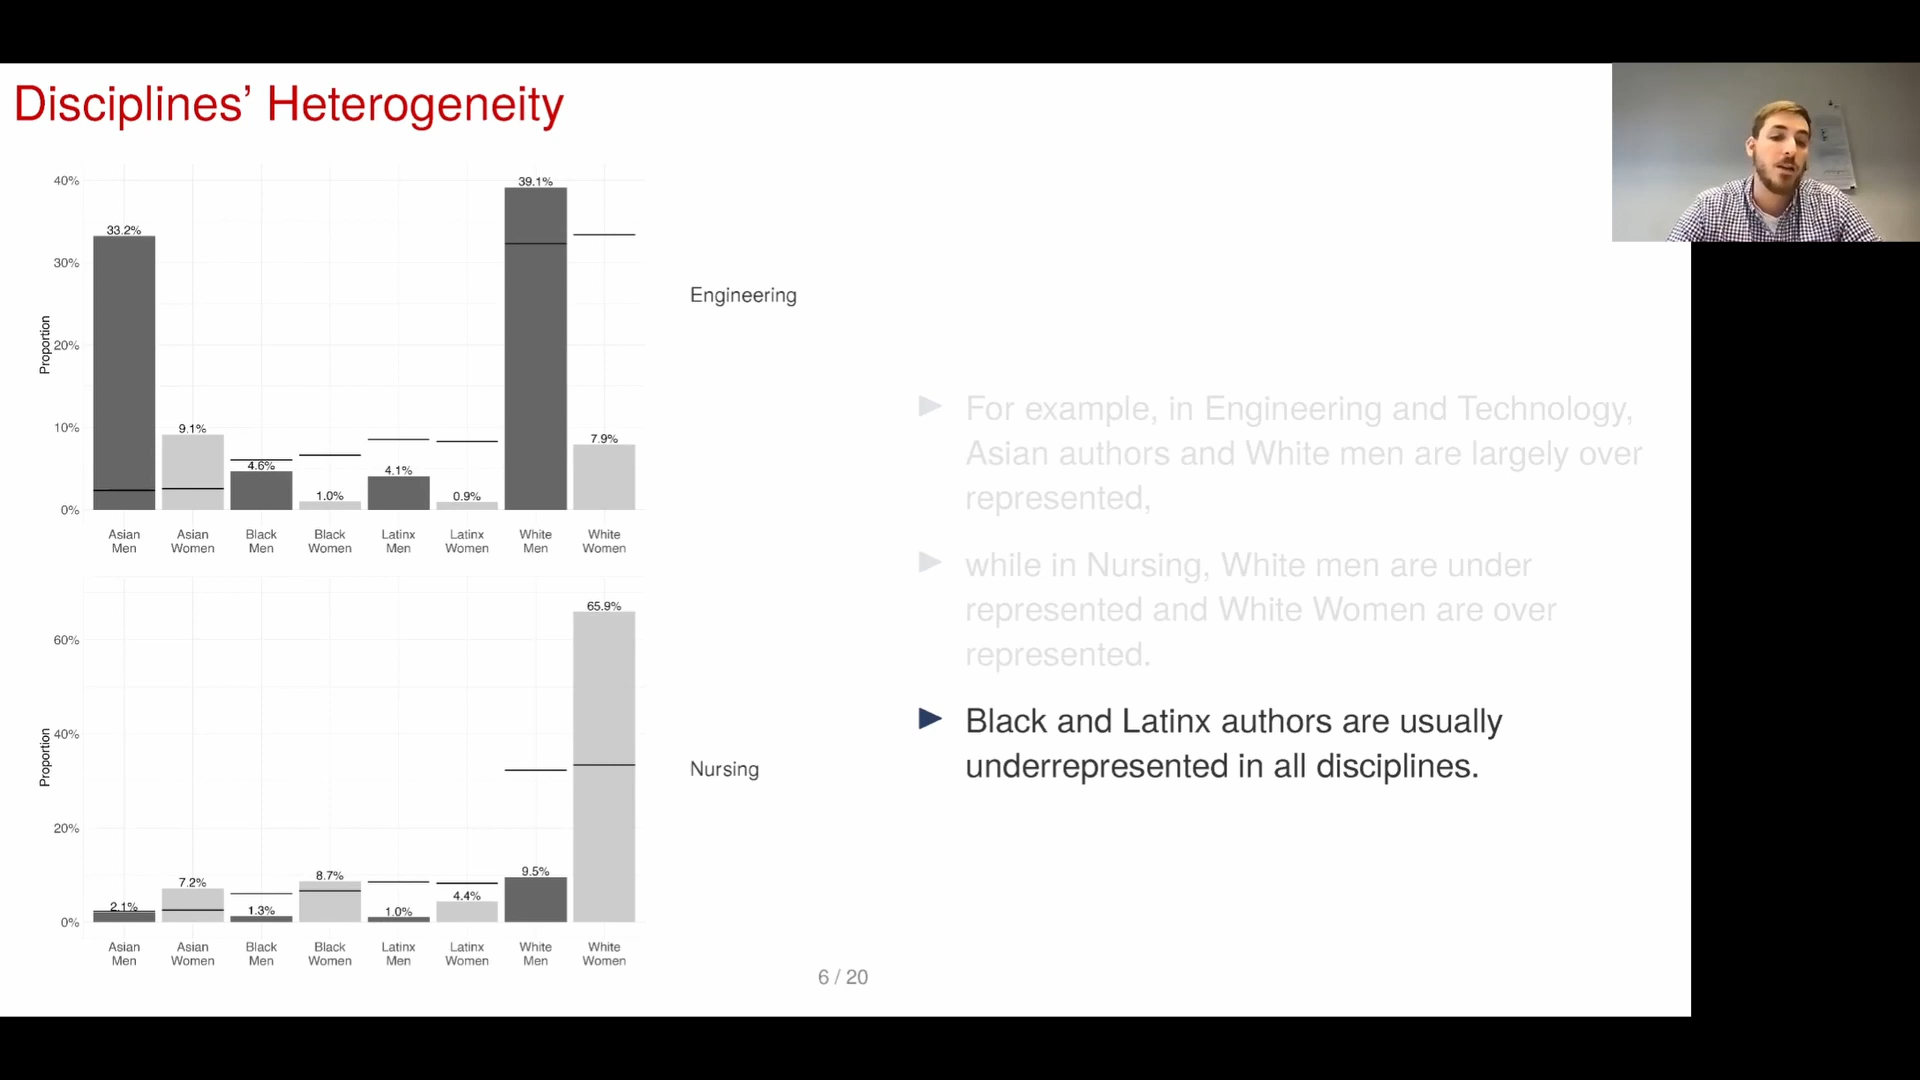 Disciplines' Heterogeneity
40%
30%
20%
10%
0%
Proportion
33.2%
9.1%
4.6%
1.0%
4.1%
0.9%
39.1%
7.9%
Asian Men
Asian Women
Black Men
Black Women
Latinx Men
Latinx Women
White Men
White Women
Engineering
60%
40%
20%
0%
Proportion
2.1%
7.2%
1.3%
8.7%
1.0%
4.4%
9.5%
65.9%
Asian Men
Asian Women
Black Men
Black Women
Latinx Men
Latinx Women
White Men
White Women
Nursing
For example, in Engineering and Technology,
Asian authors and White men are largely over
represented,
while in Nursing, White men are under
represented and White Women are over
represented.
Black and Latinx authors are usually
underrepresented in all disciplines.
6 / 20